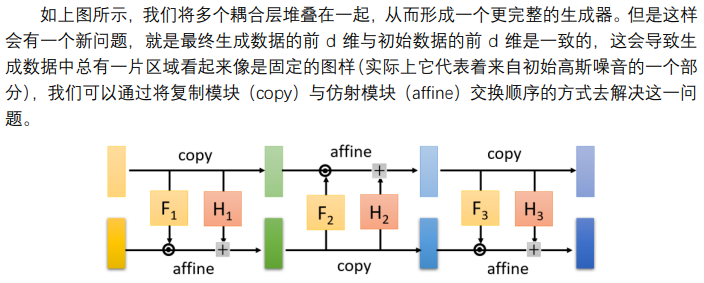 如上图所示，我们将多个耦合层堆叠在一起，从而形成一个更完整的生成器。但是这样
会有一个新问题，就是最终生成数据的前 d 维与初始数据的前 d 维是一致的，这会导致生
成数据中总有一片区域看起来像是固定的图样(实际上它代表着来自初始高斯噪音的一个部
分)，我们可以通过将复制模块（copy）与仿射模块（affine）交换顺序的方式去解决这一问
题。
copy affine copy
F1 H1 F2 H2 F3 H3
affine copy affine